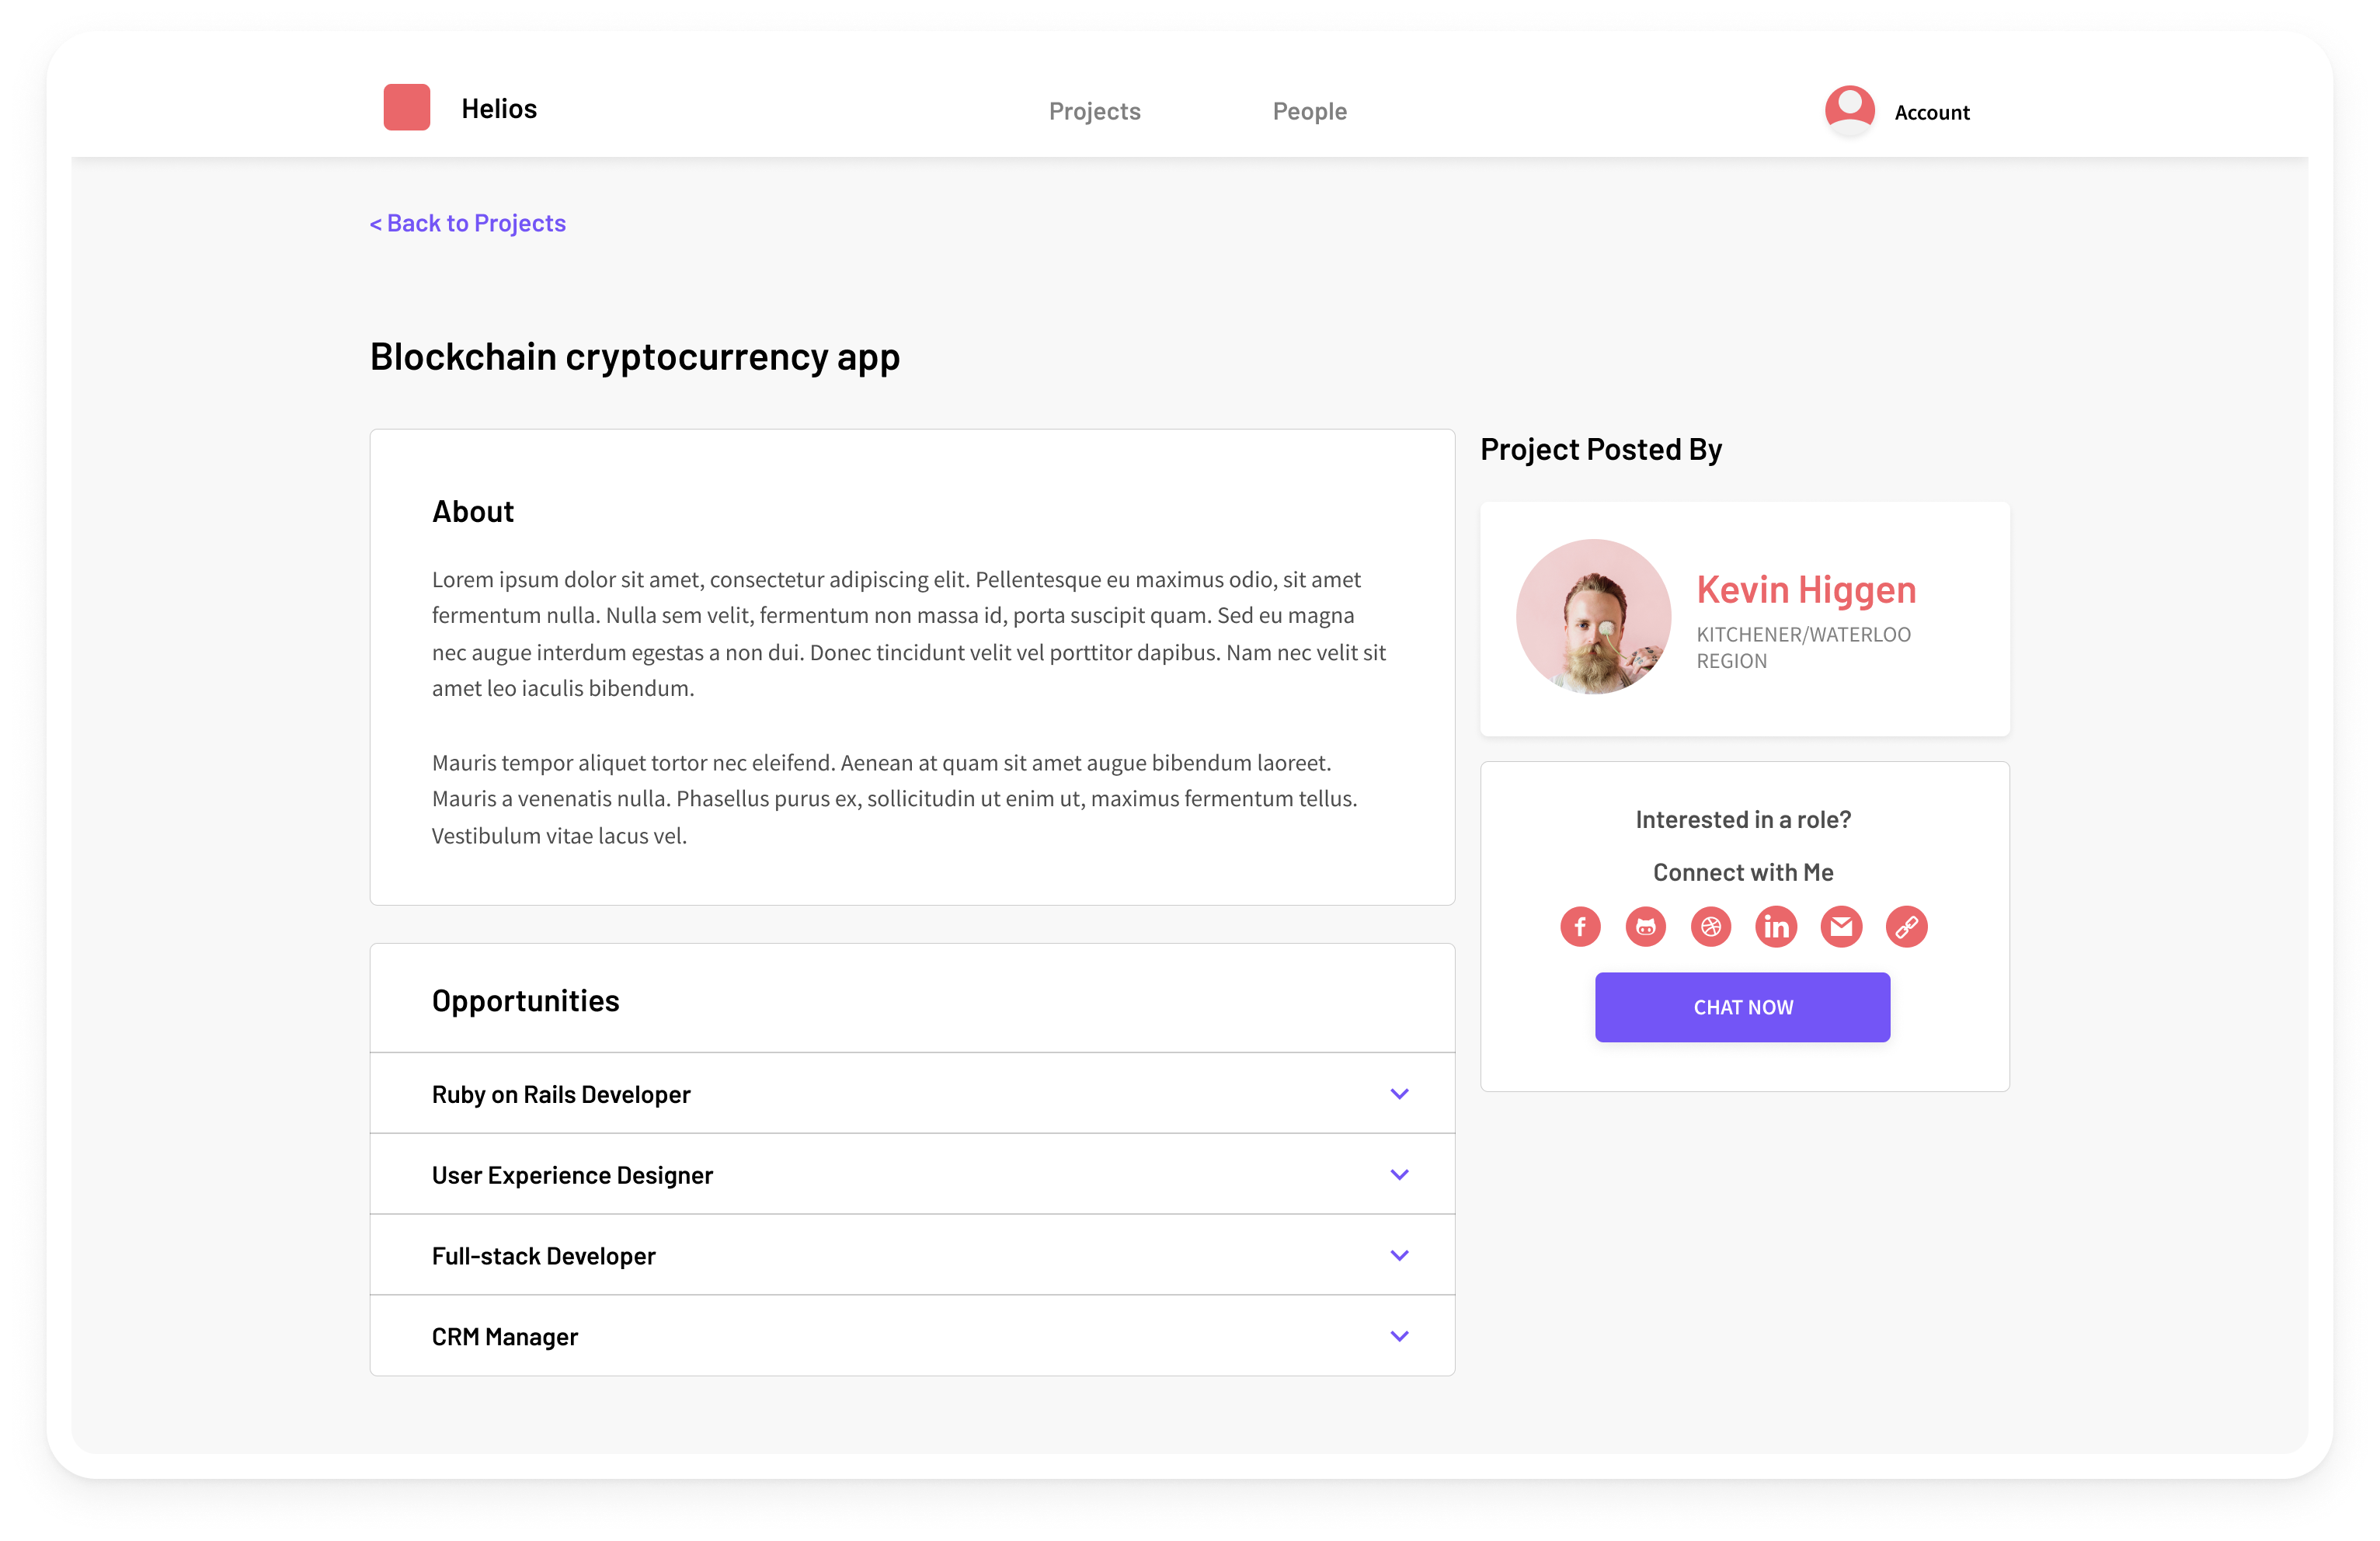 Helios
Projects
People
Account
< Back to Projects
Blockchain cryptocurrency app
About
Lorem ipsum dolor sit amet, consectetur adipiscing elit. Pellentesque eu maximus odio, sit amet
fermentum nulla. Nulla sem velit, fermentum non massa id, porta suscipit quam. Sed eu magna
nec augue interdum egestas a non dui. Donec tincidunt velit vel porttitor dapibus. Nam nec velit sit
amet leo iaculis bibendum.
Mauris tempor aliquet tortor nec eleifend. Aenean at quam sit amet augue bibendum laoreet.
Mauris a venenatis nulla. Phasellus purus ex, sollicitudin ut enim ut, maximus fermentum tellus.
Vestibulum vitae lacus vel.
Opportunities
Ruby on Rails Developer
User Experience Designer
Full-stack Developer
CRM Manager
Project Posted By
Kevin Higgen
KITCHENER/WATERLOO
REGION
Interested in a role?
Connect with Me
CHAT NOW